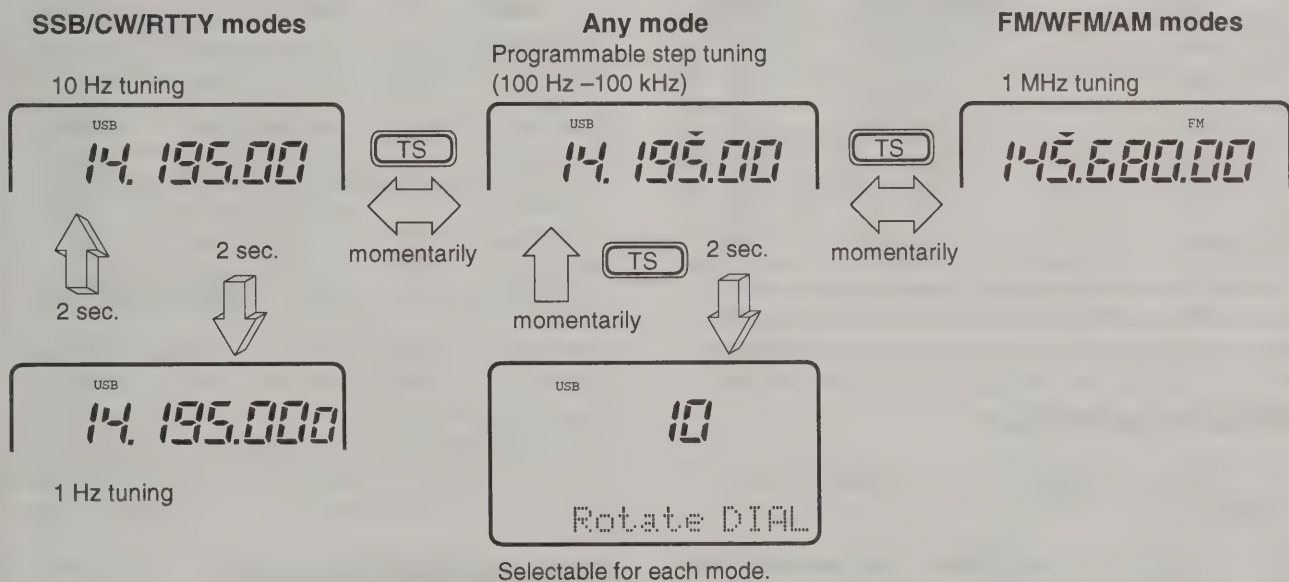 SSB/CW/RTTY modes
10 Hz tuning
USB
14.195.00
2 sec.
2 sec.
USB
14.195.000
1 Hz tuning
TS
momentarily
Any mode
Programmable step tuning
(100 Hz –100 kHz)
USB
14.195.00
TS
momentarily
2 sec.
USB
10
Rotate DIAL
Selectable for each mode.
TS
momentarily
FM/WFM/AM modes
1 MHz tuning
FM
145.680.00